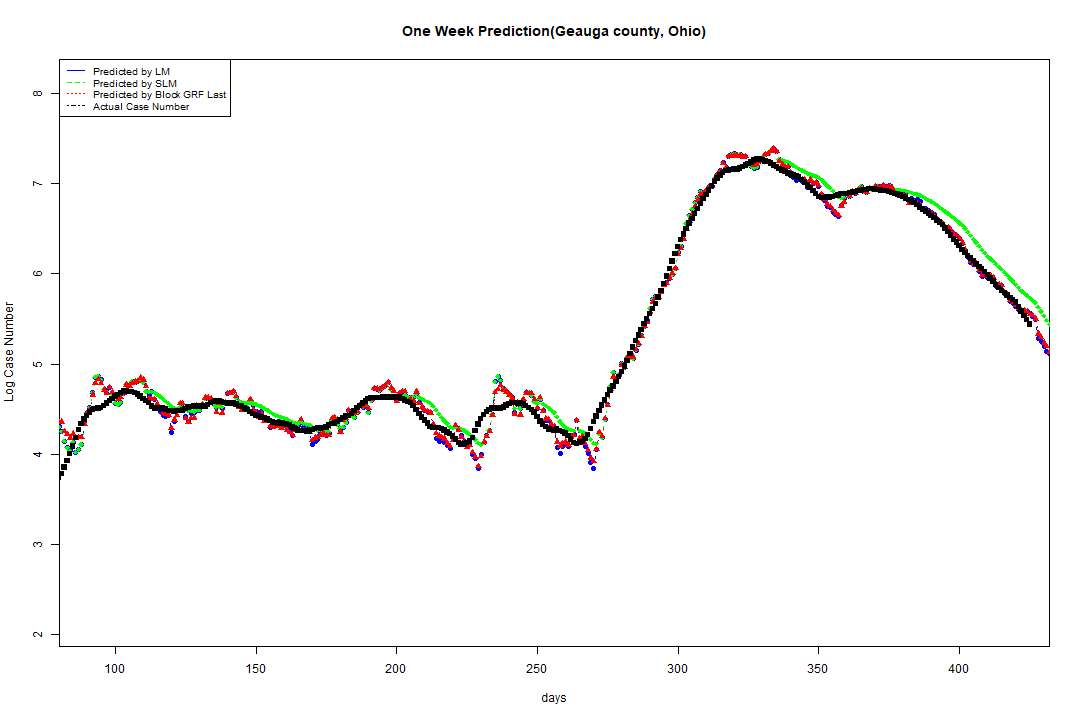 One Week Prediction(Geauga county, Ohio)
Predicted by LM
Predicted by SLM
Predicted by Block GRF Last
Actual Case Number
8
7
6
5
4
3
2
Log Case Number
100 150 200 250 300 350 400
days